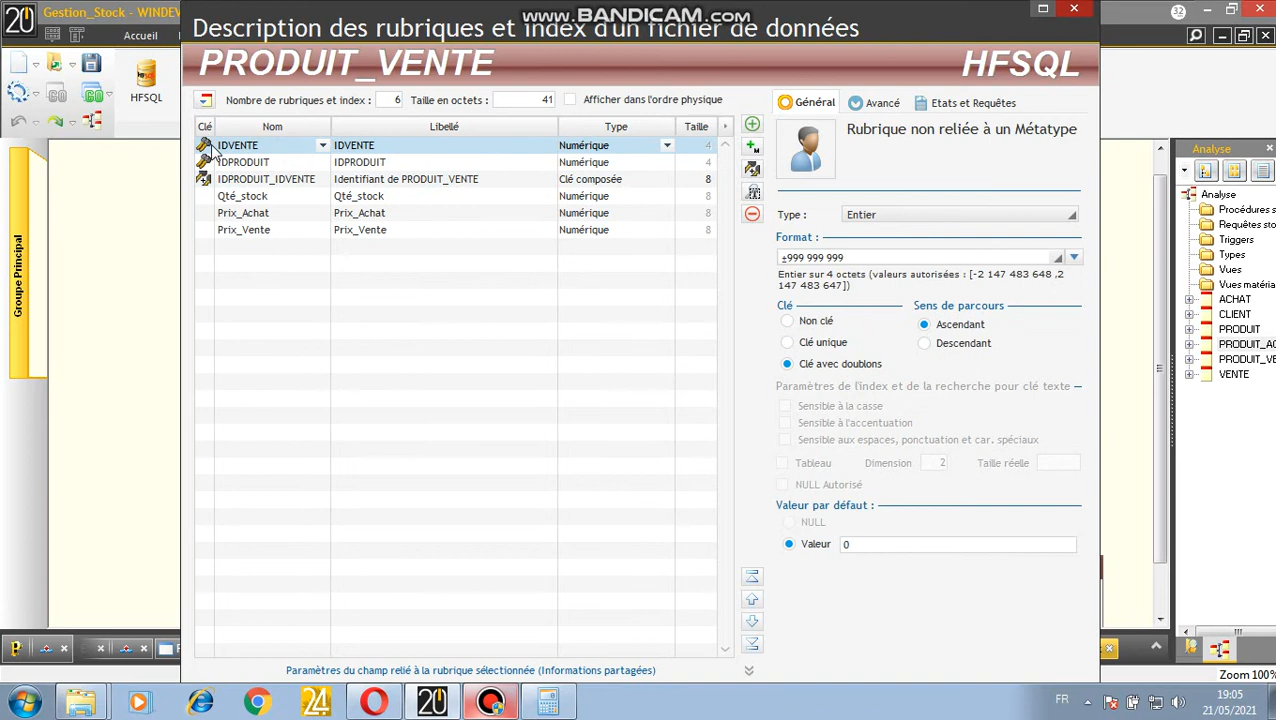 www.BANDICAM.com
Gestion_Stock - WINDEV
Description des rubriques et index d'un fichier de données
32
Accueil
PRODUIT_VENTE
HFSQL
GO
GO
HFSQL
Nombre de rubriques et index : 6 Taille en octets : 41 Afficher dans l'ordre physique
Clé Nom Libellé Type Taille
IDVENTE IDVENTE Numérique 4
IDPRODUIT IDPRODUIT Numérique 4
IDPRODUIT_IDVENTE Identifiant de PRODUIT_VENTE Clé composée 8
Qté_stock Qté_stock Numérique 8
Prix_Achat Prix_Achat Numérique 8
Prix_Vente Prix_Vente Numérique 8
Groupe Principal
Général Avancé Etats et Requêtes
Rubrique non reliée à un Métatype
Type : Entier
Format :
±999 999 999
Entier sur 4 octets (valeurs autorisées : [-2 147 483 648 ,2
147 483 647])
Clé Sens de parcours
Non clé Ascendant
Clé unique Descendant
Clé avec doublons
Paramètres de l'index et de la recherche pour clé texte
Sensible à la casse
Sensible à l'accentuation
Sensible aux espaces, ponctuation et car. spéciaux
Tableau Dimension 2 Taille réelle
NULL Autorisé
Valeur par défaut :
NULL
Valeur 0
Paramètres du champ relié à la rubrique sélectionnée (Informations partagées)
Analyse
Analyse
Procédures s
Requêtes sto
Triggers
Types
Vues
Vues matéria
ACHAT
CLIENT
PRODUIT
PRODUIT_AC
PRODUIT_VE
VENTE
Zoom 100%
FR
19:05
21/05/2021